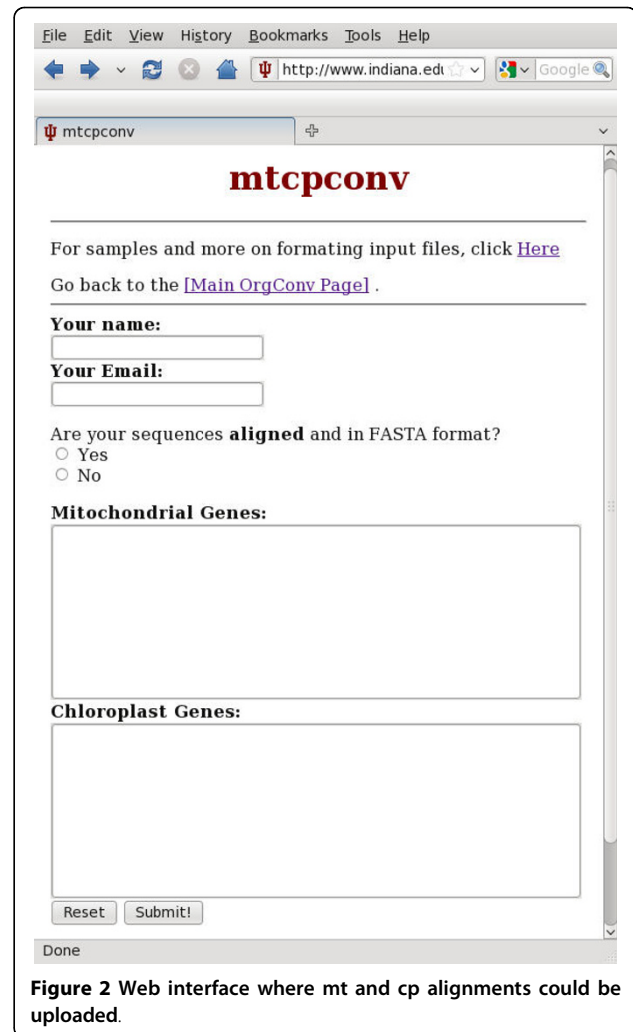 File Edit View History Bookmarks Tools Help
http://www.indiana.edu Google
mtcpconv
mtcpconv
For samples and more on formating input files, click Here
Go back to the [Main OrgConv Page] .
Your name:
Your Email:
Are your sequences aligned and in FASTA format?
Yes
No
Mitochondrial Genes:
Chloroplast Genes:
Reset Submit!
Done
Figure 2 Web interface where mt and cp alignments could be
uploaded.